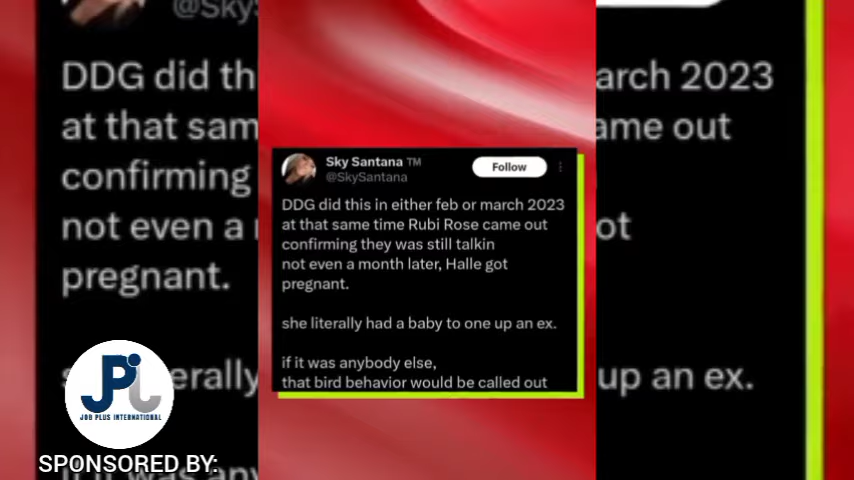 @Sky
DDG did th
at that sam
confirming
not even a
pregnant.
erally
arch 2023
ame out
ot
up an ex.
Sky Santana ™
@SkySantana
Follow
DDG did this in either feb or march 2023
at that same time Rubi Rose came out
confirming they was still talkin
not even a month later, Halle got
pregnant.
she literally had a baby to one up an ex.
if it was anybody else,
that bird behavior would be called out
JPI
JOB PLUS INTERNATIONAL
SPONSORED BY: